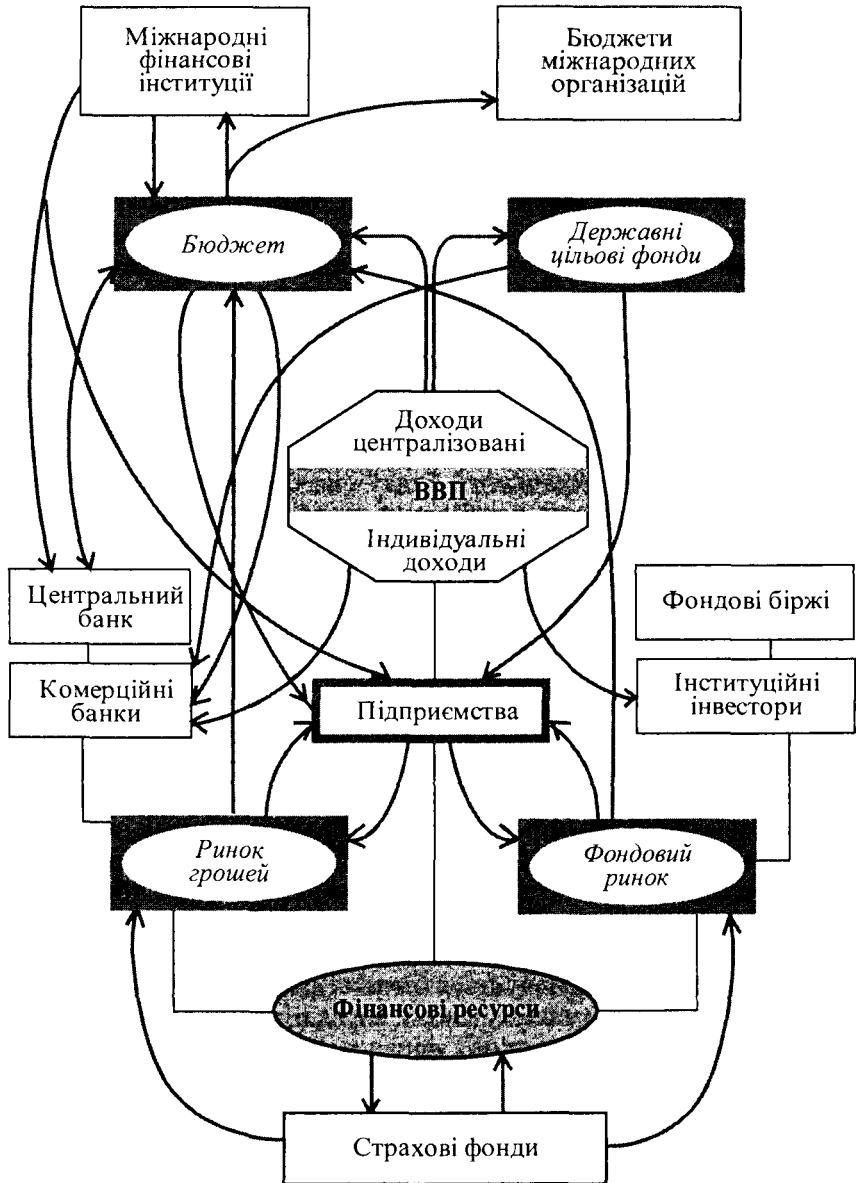 Міжнародні
фінансові
інституції
Бюджети
міжнародних
організацій
Бюджет
Державні
цільові фонди
Доходи
централізовані
ВВП
Індивідуальні
доходи
Центральний
банк
Фондові біржі
Комерційні
банки
Підприємства
Інституційні
інвестори
Ринок
грошей
Фондовий
ринок
Фінансові ресурси
Страхові фонди